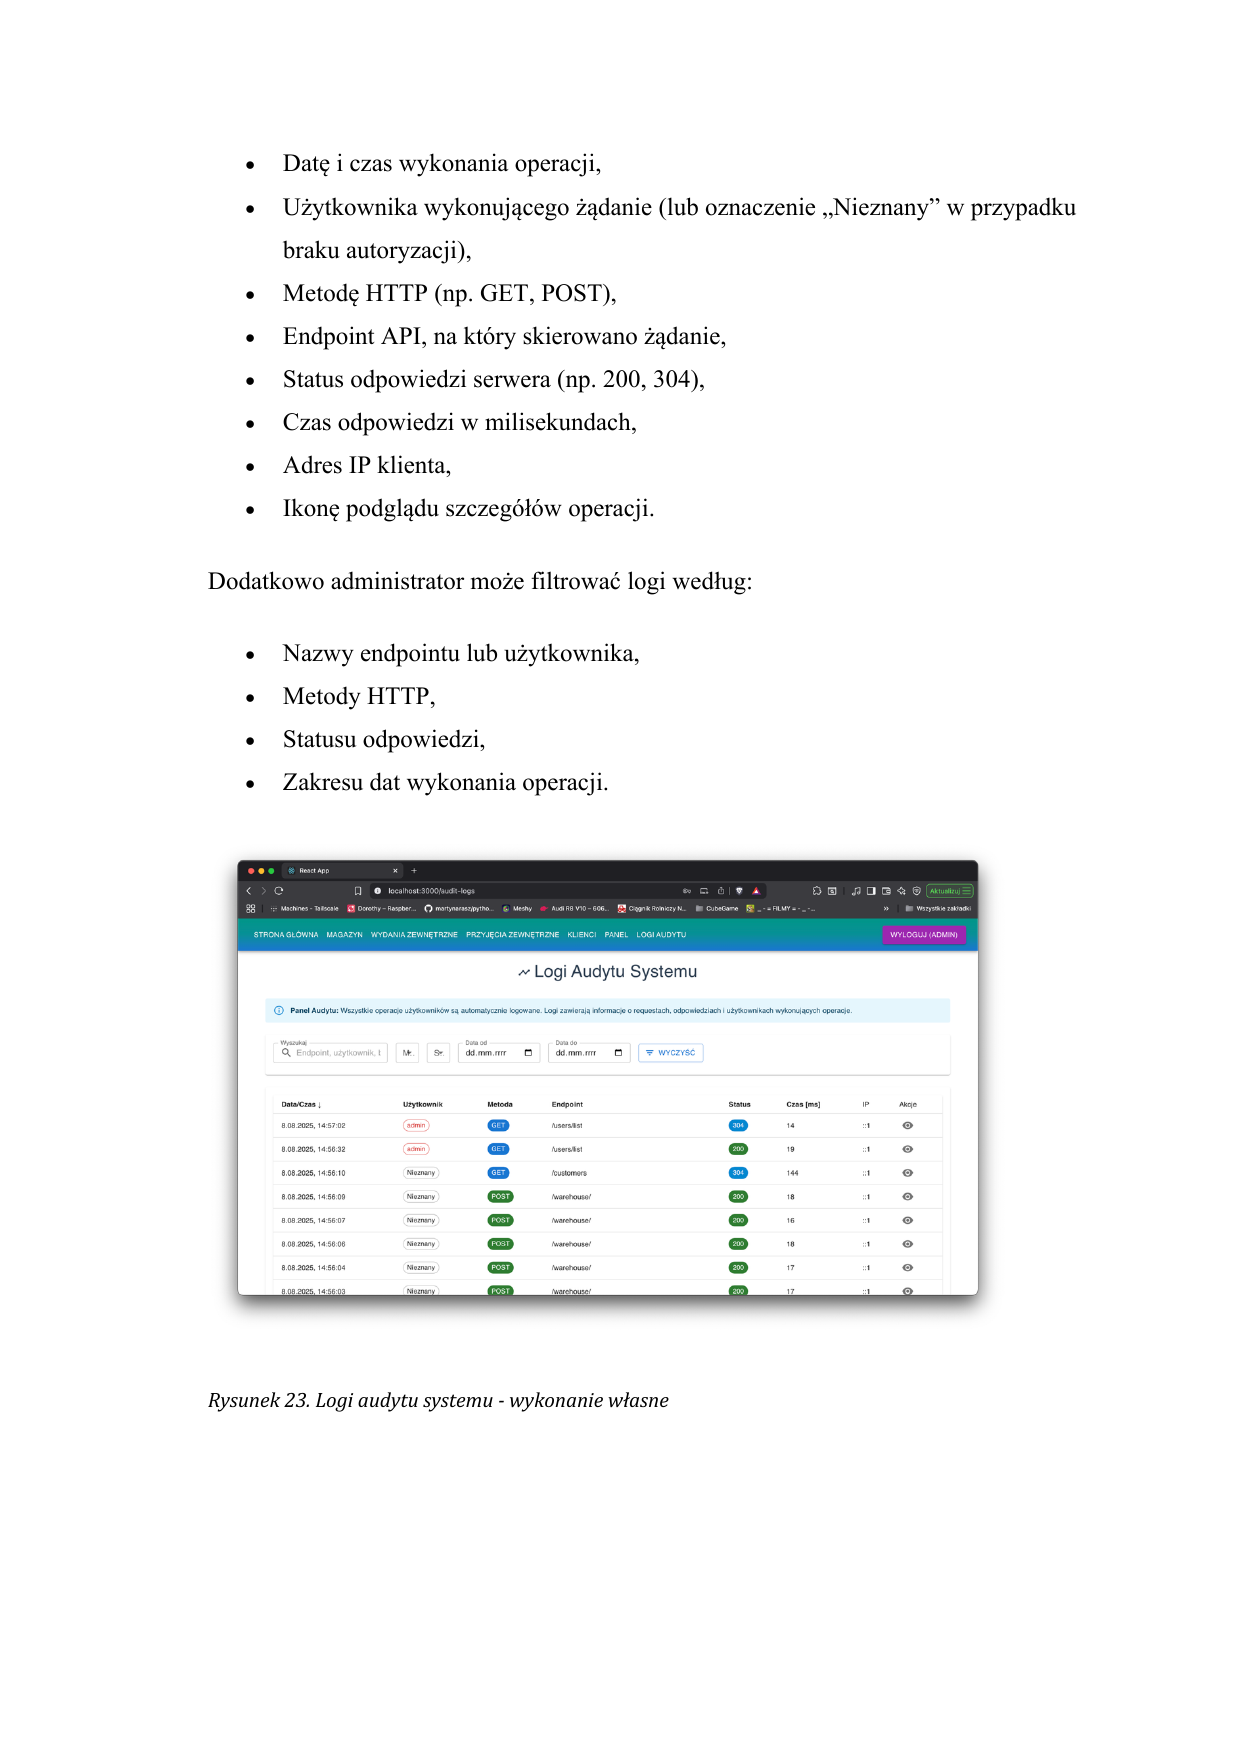 • Datę i czas wykonania operacji,
• Użytkownika wykonującego żądanie (lub oznaczenie „Nieznany” w przypadku
braku autoryzacji),
• Metodę HTTP (np. GET, POST),
• Endpoint API, na który skierowano żądanie,
• Status odpowiedzi serwera (np. 200, 304),
• Czas odpowiedzi w milisekundach,
• Adres IP klienta,
• Ikonę podglądu szczegółów operacji.
Dodatkowo administrator może filtrować logi według:
• Nazwy endpointu lub użytkownika,
• Metody HTTP,
• Statusu odpowiedzi,
• Zakresu dat wykonania operacji.
React App
localhost:3000/audit-logs
Aktualizuj
Machines - Tailscale Dorothy – Raspber... martynaraszpytho... Meshy Audi R8 V10 – 606... Ciągnik Rolniczy N... CubeGame _ - = FILMY = - _ -... » Wszystkie zakładki
STRONA GŁÓWNA MAGAZYN WYDANIA ZEWNĘTRZNE PRZYJĘCIA ZEWNĘTRZNE KLIENCI PANEL LOGI AUDYTU WYLOGUJ (ADMIN)
Logi Audytu Systemu
Panel Audytu: Wszystkie operacje użytkowników są automatycznie logowane. Logi zawierają informacje o requestach, odpowiedziach i użytkownikach wykonujących operacje.
Wyszukaj Data od Data do
Endpoint, użytkownik, I M... S... dd.mm.rrrr dd.mm.rrrr WYCZYŚĆ
Data/Czas ↓ Użytkownik Metoda Endpoint Status Czas [ms] IP Akcje
8.08.2025, 14:57:02 admin GET /users/list 304 14 ::1
8.08.2025, 14:56:32 admin GET /users/list 200 19 ::1
8.08.2025, 14:56:10 Nieznany GET /customers 304 144 ::1
8.08.2025, 14:56:09 Nieznany POST /warehouse/ 200 18 ::1
8.08.2025, 14:56:07 Nieznany POST /warehouse/ 200 16 ::1
8.08.2025, 14:56:06 Nieznany POST /warehouse/ 200 18 ::1
8.08.2025, 14:56:04 Nieznany POST /warehouse/ 200 17 ::1
8.08.2025, 14:56:03 Nieznany POST /warehouse/ 200 17 ::1
Rysunek 23. Logi audytu systemu - wykonanie własne